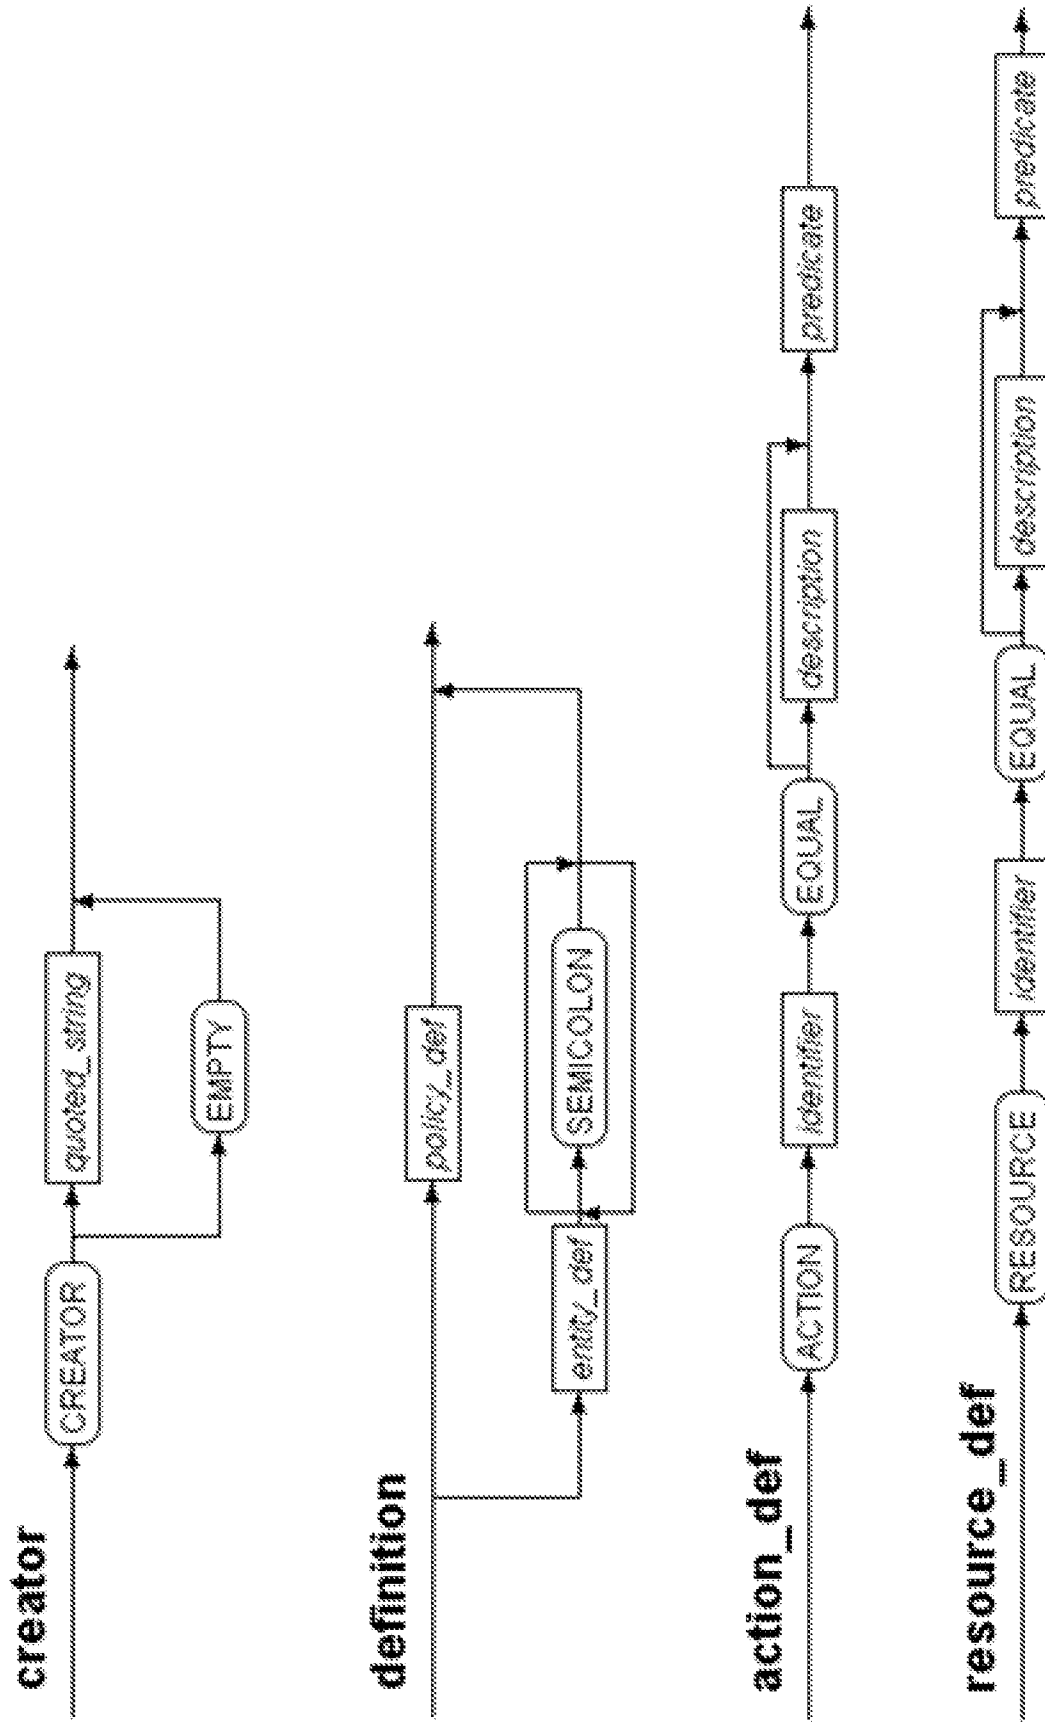 creator
CREATOR
quoted_string
EMPTY
definition
policy_def
entity_def
SEMICOLON
action_def
ACTION
identifier
EQUAL
description
predicate
resource_def
RESOURCE
identifier
EQUAL
description
predicate